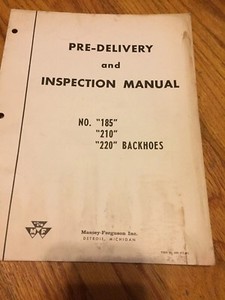 PRE-DELIVERY
and
INSPECTION MANUAL
NO. "185"
"210"
"220" BACKHOES
Massey-Ferguson Inc.
DETROIT, MICHIGAN